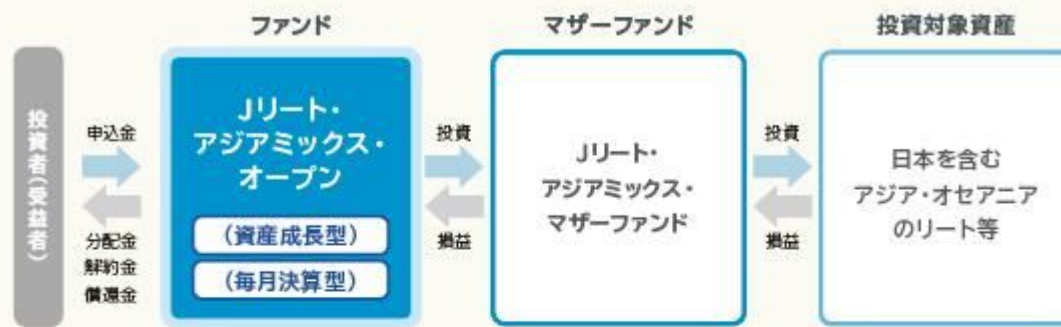 ファンド
マザーファンド
投資対象資産
投資者(受益者)
申込金
分配金
解約金
償還金
Jリート・
アジアミックス・
オープン
(資産成長型)
(毎月決算型)
投資
損益
Jリート・
アジアミックス・
マザーファンド
投資
損益
日本を含む
アジア・オセアニア
のリート等